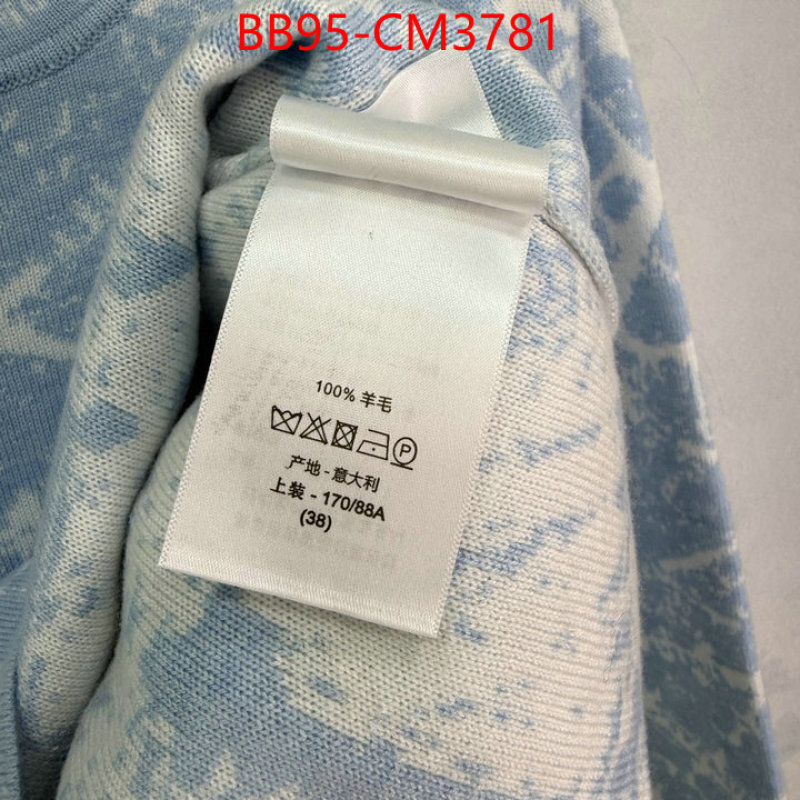 BB95-CM3781
100% 羊毛
P
产地 - 意大利
上装 - 170/88A
(38)